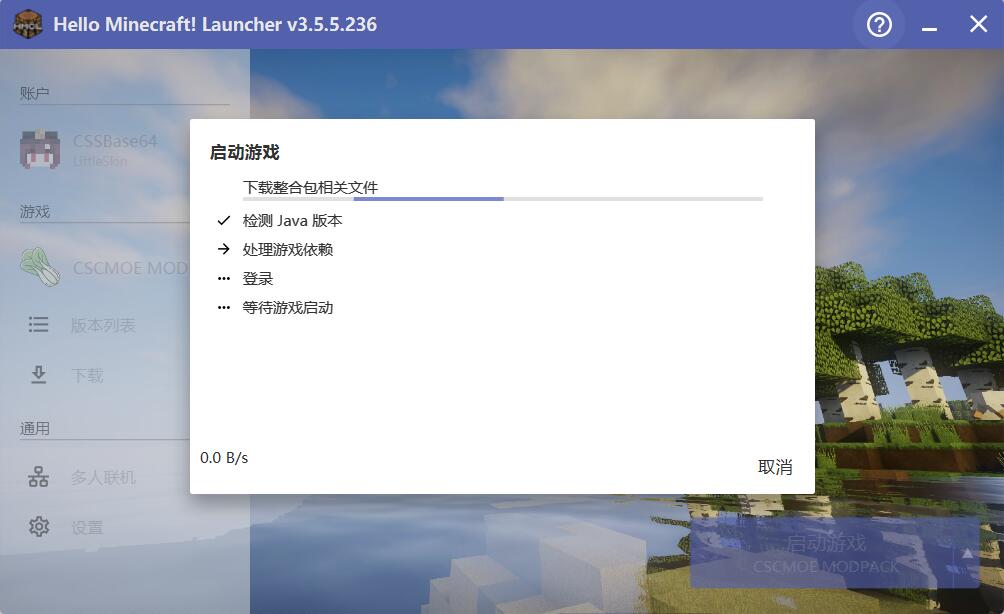 Hello Minecraft! Launcher v3.5.5.236
账户
CSSBase64
LittleSkin
游戏
CSCMOE MOD
版本列表
下载
通用
多人联机
设置
启动游戏
下载整合包相关文件
检测 Java 版本
处理游戏依赖
登录
等待游戏启动
0.0 B/s
取消
启动游戏
CSCMOE MODPACK